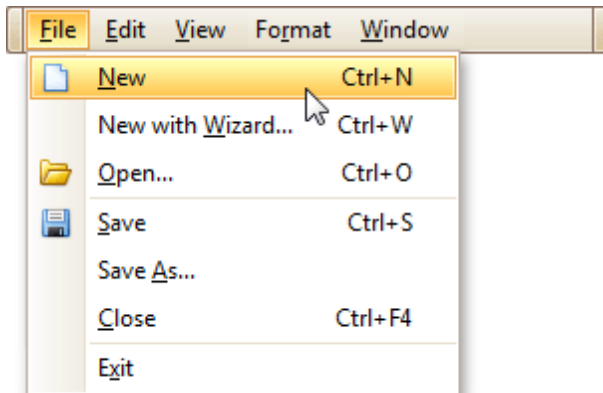 File Edit View Format Window
New Ctrl+N
New with Wizard... Ctrl+W
Open... Ctrl+O
Save Ctrl+S
Save As...
Close Ctrl+F4
Exit